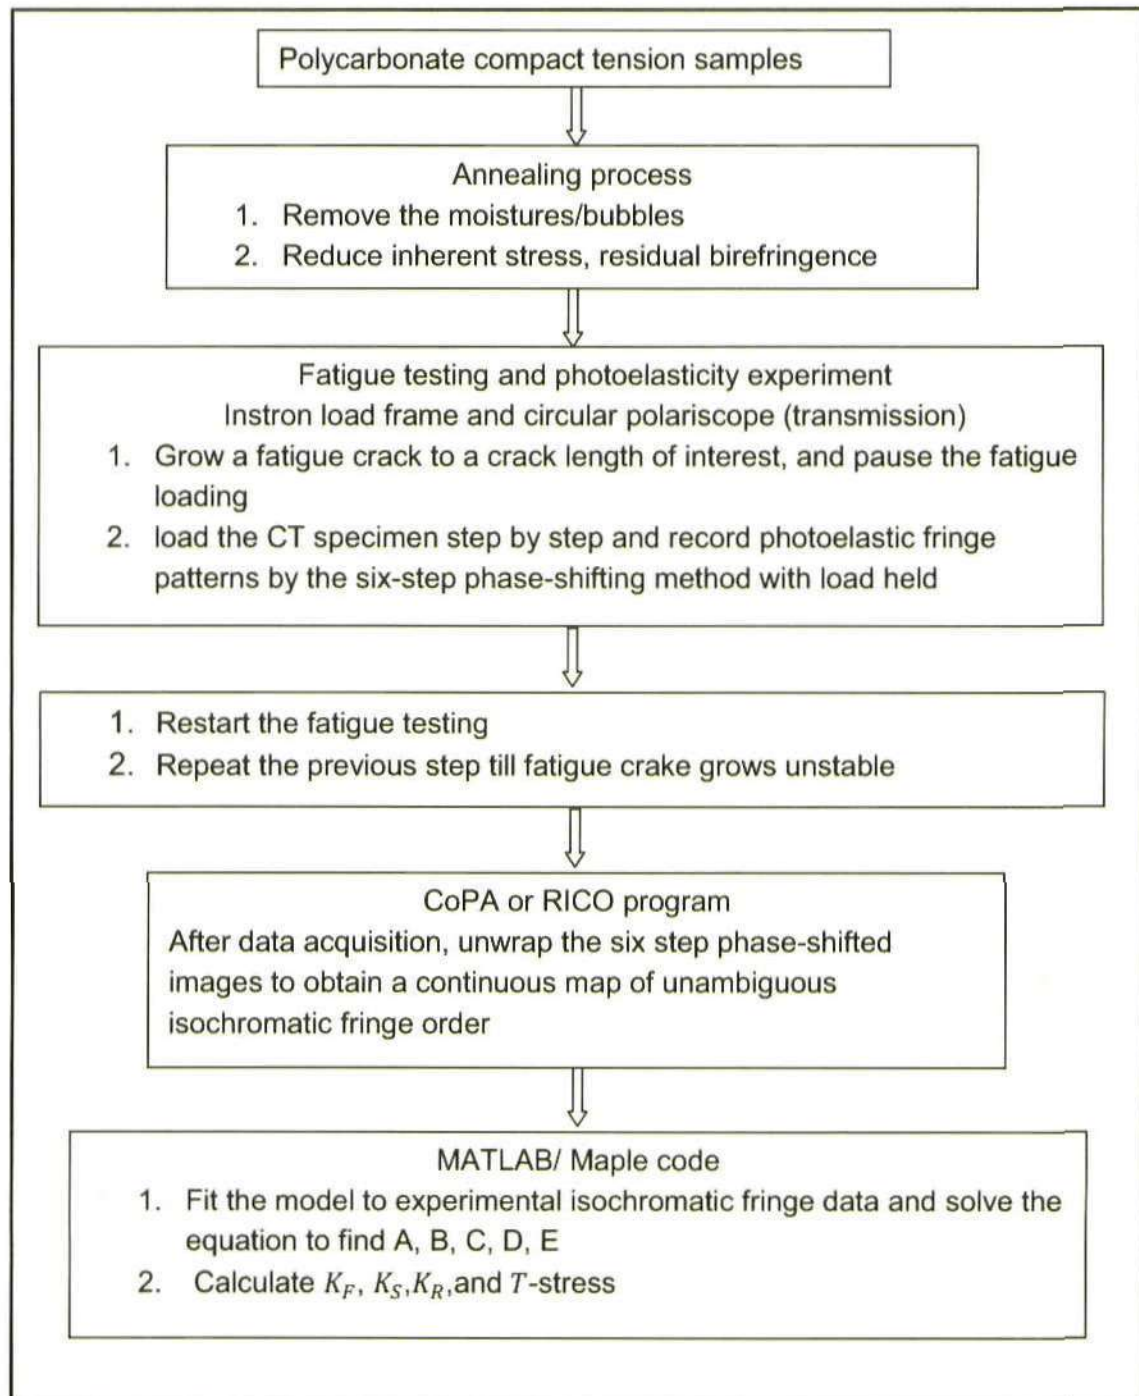 Polycarbonate compact tension samples
Annealing process
1. Remove the moistures/bubbles
2. Reduce inherent stress, residual birefringence
Fatigue testing and photoelasticity experiment
Instron load frame and circular polariscope (transmission)
1. Grow a fatigue crack to a crack length of interest, and pause the fatigue
loading
2. load the CT specimen step by step and record photoelastic fringe
patterns by the six-step phase-shifting method with load held
1. Restart the fatigue testing
2. Repeat the previous step till fatigue crake grows unstable
CoPA or RICO program
After data acquisition, unwrap the six step phase-shifted
images to obtain a continuous map of unambiguous
isochromatic fringe order
MATLAB/ Maple code
1. Fit the model to experimental isochromatic fringe data and solve the
equation to find A, B, C, D, E
2. Calculate K_F, K_S,K_R,and T-stress